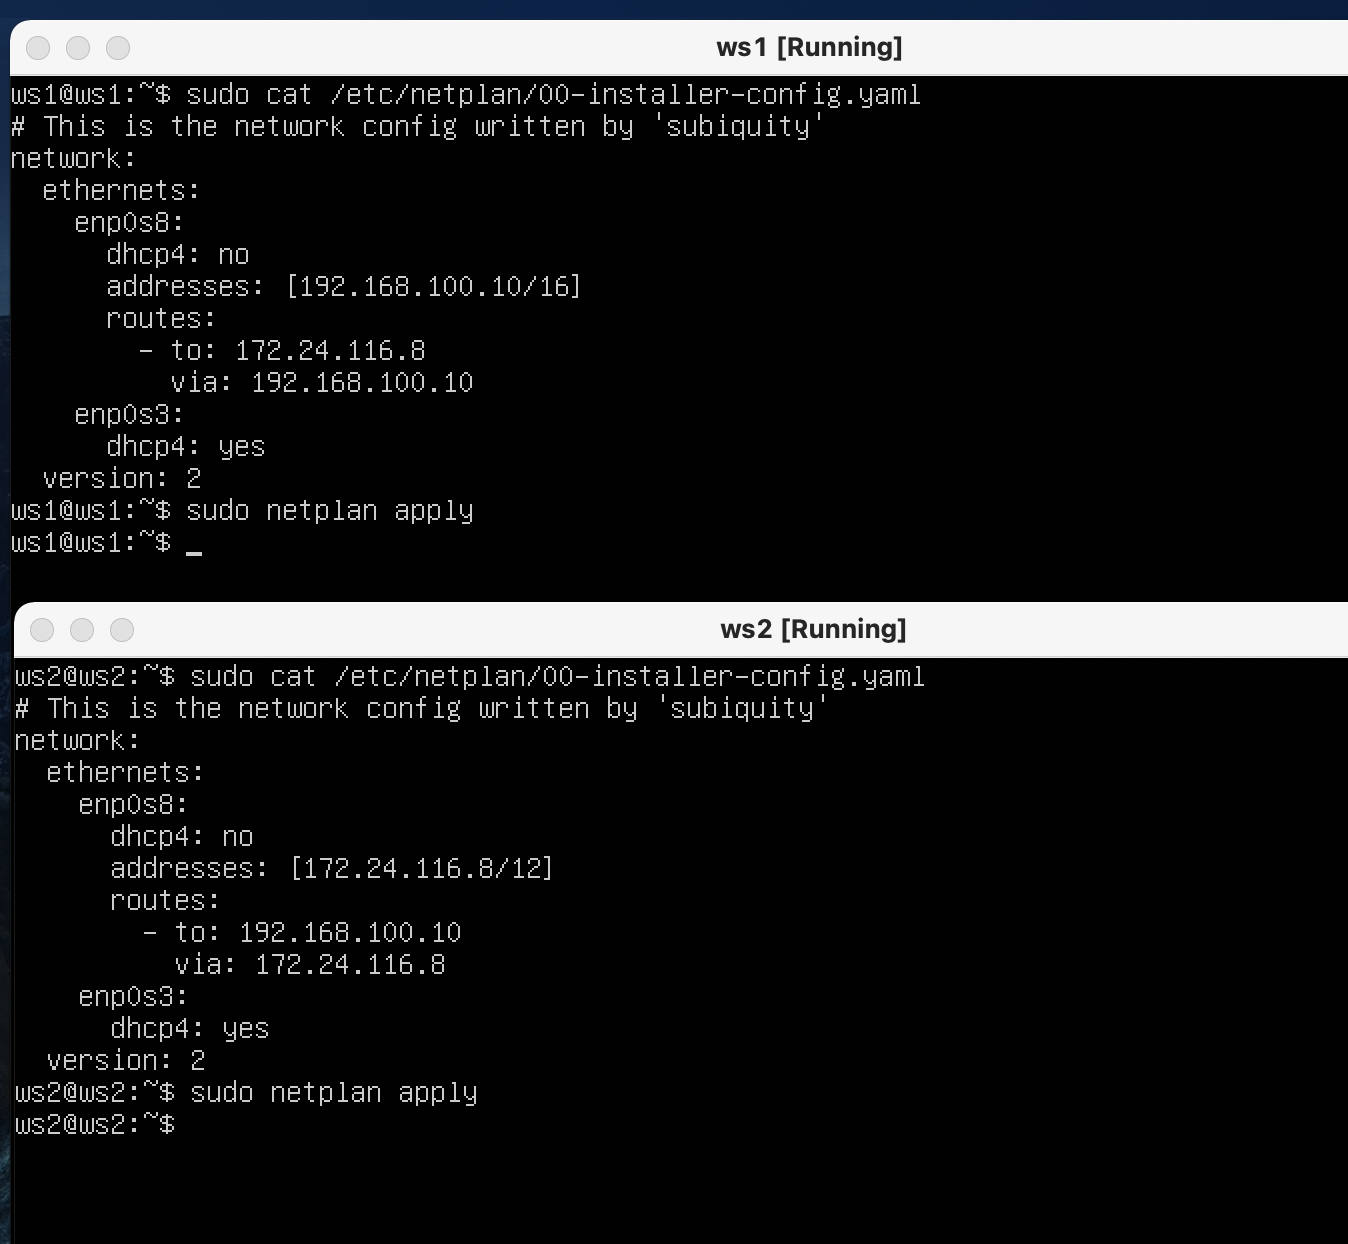 ws1 [Running]
ws1@ws1:~$ sudo cat /etc/netplan/00-installer-config.yaml
# This is the network config written by 'subiquity'
network:
  ethernets:
    enp0s8:
      dhcp4: no
      addresses: [192.168.100.10/16]
      routes:
        - to: 172.24.116.8
          via: 192.168.100.10
    enp0s3:
      dhcp4: yes
  version: 2
ws1@ws1:~$ sudo netplan apply
ws1@ws1:~$ _
ws2 [Running]
ws2@ws2:~$ sudo cat /etc/netplan/00-installer-config.yaml
# This is the network config written by 'subiquity'
network:
  ethernets:
    enp0s8:
      dhcp4: no
      addresses: [172.24.116.8/12]
      routes:
        - to: 192.168.100.10
          via: 172.24.116.8
    enp0s3:
      dhcp4: yes
  version: 2
ws2@ws2:~$ sudo netplan apply
ws2@ws2:~$